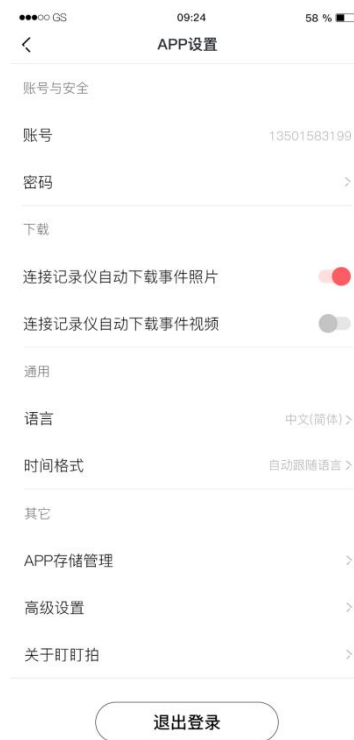 GS 09:24 58 %
APP设置
账号与安全
账号 13501583199
密码
下载
连接记录仪自动下载事件照片
连接记录仪自动下载事件视频
通用
语言 中文(简体)
时间格式 自动跟随语言
其它
APP存储管理
高级设置
关于盯盯拍
退出登录